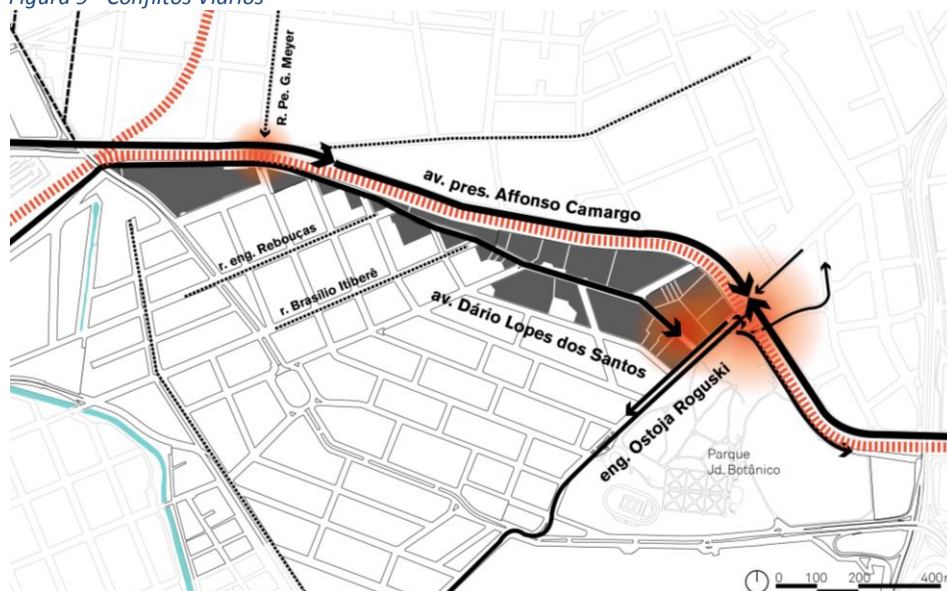 Figura 9 - Conflitos Viários
R. Pe. G. Meyer
av. pres. Affonso Camargo
r. eng. Rebouças
r. Brasílio Itiberê
av. Dário Lopes dos Santos
eng. Ostoja Roguski
Parque
Jd. Botânico
0 100 200 400m